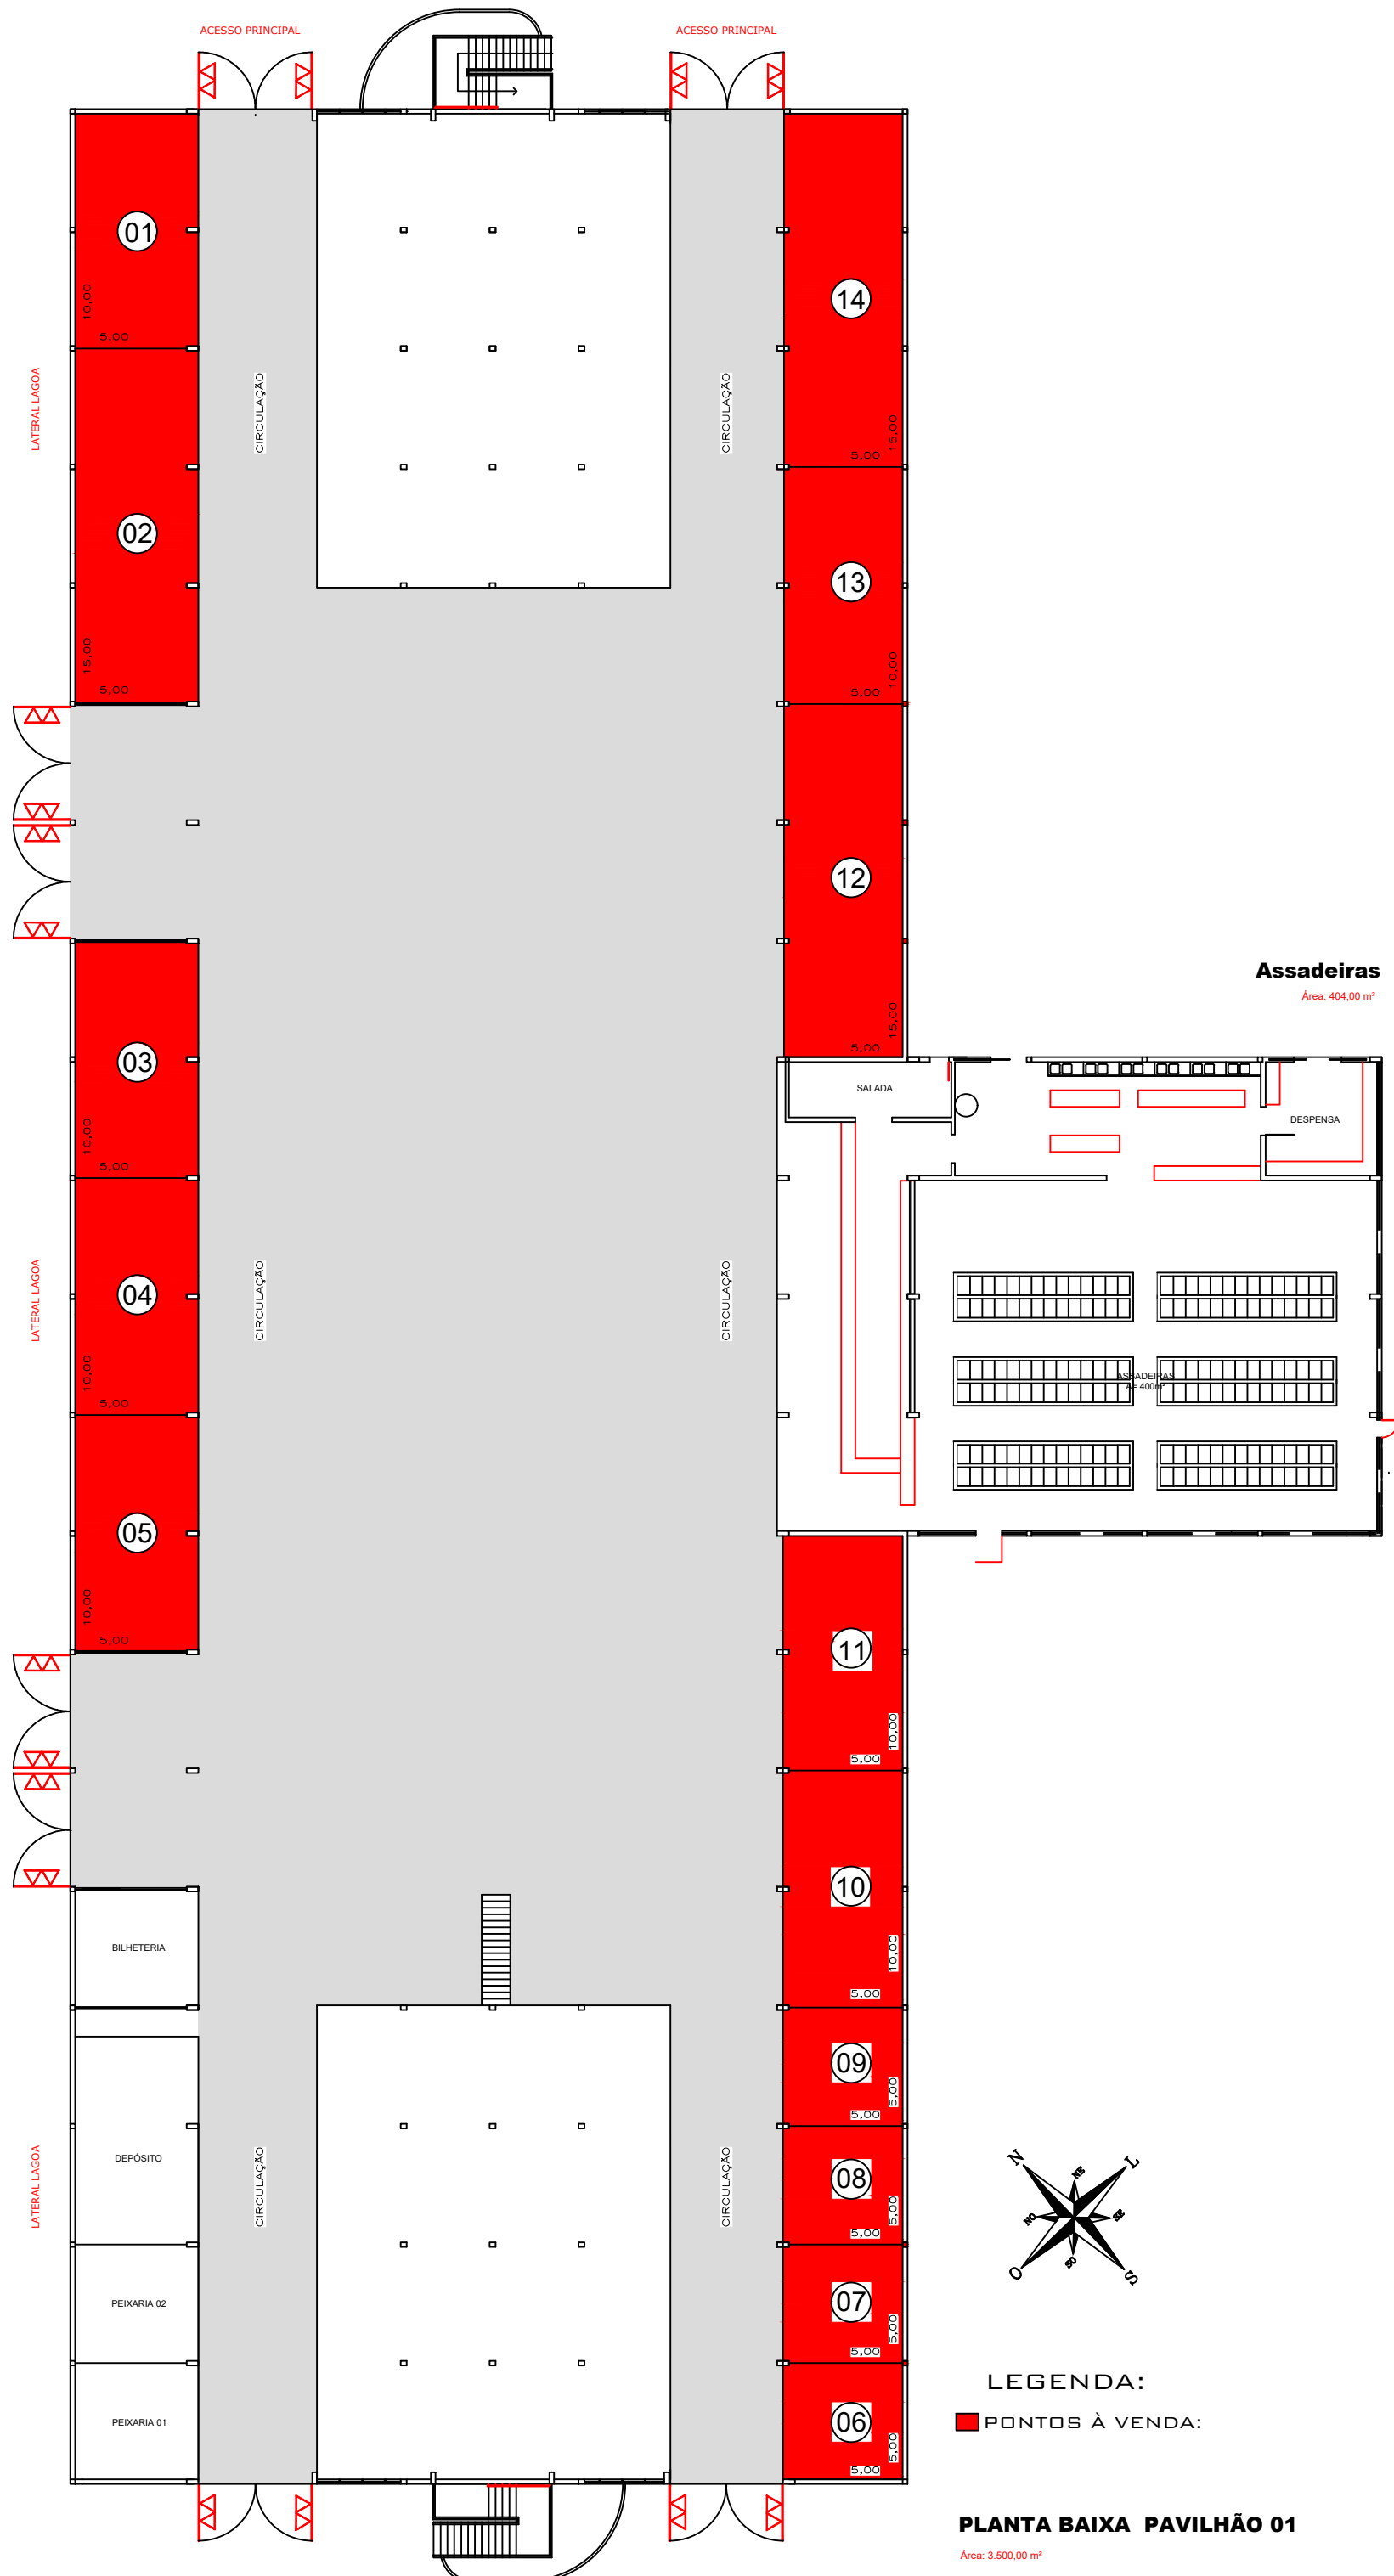 ACESSO PRINCIPAL
ACESSO PRINCIPAL
01
10,00
5,00
14
LATERAL LAGOA
CIRCULAÇÃO
CIRCULAÇÃO
15,00
5,00
02
13
15,00
5,00
10,00
5,00
12
Assadeiras
Área: 404,00 m²
15,00
5,00
03
SALADA
DESPENSA
10,00
5,00
04
LATERAL LAGOA
CIRCULAÇÃO
CIRCULAÇÃO
ASSADEIRAS
A= 400m²
10,00
5,00
05
10,00
5,00
11
10,00
5,00
10
BILHETERIA
10,00
5,00
09
5,00
5,00
DEPÓSITO
LATERAL LAGOA
CIRCULAÇÃO
CIRCULAÇÃO
08
5,00
5,00
N
NE
L
NO
SE
O
SO
S
PEIXARIA 02
07
5,00
5,00
LEGENDA:
PONTOS À VENDA:
PEIXARIA 01
06
5,00
5,00
PLANTA BAIXA PAVILHÃO 01
Área: 3.500,00 m²